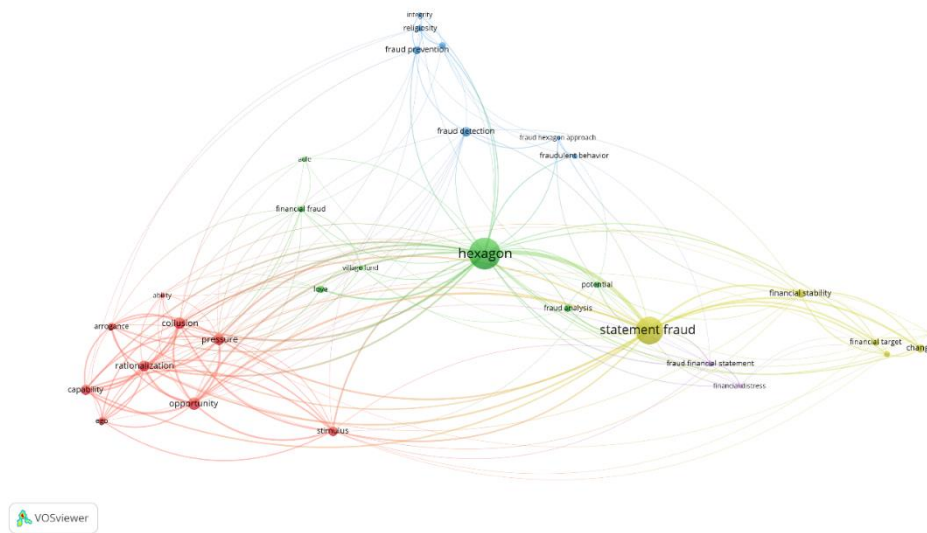 integrity
religiosity
fraud prevention
fraud detection
fraud hexagon approach
fraudulent behavior
financial fraud
hexagon
village fund
love
potential
financial stability
ability
fraud analysis
arrogance
collusion
statement fraud
pressure
financial target
change
rationalization
fraud financial statement
capability
financial distress
opportunity
ego
stimulus
VOSviewer